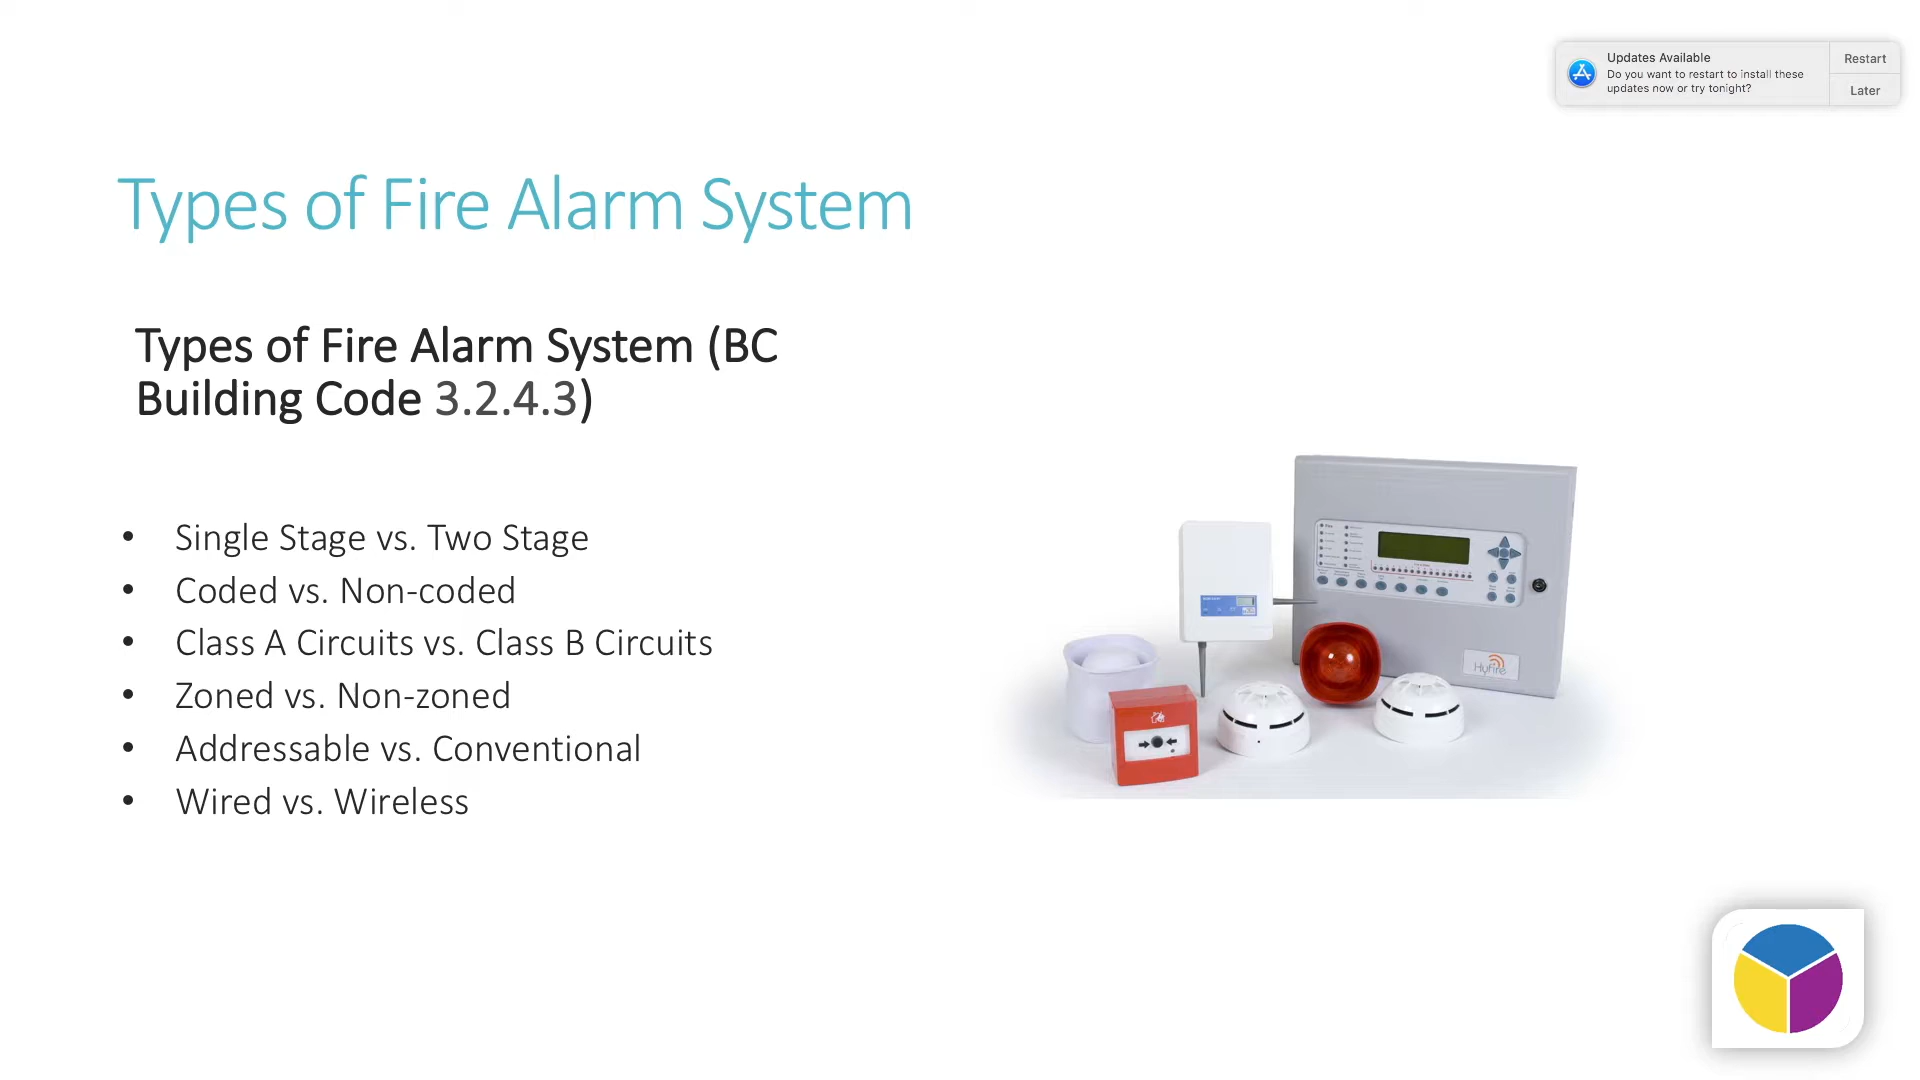 Updates Available
Do you want to restart to install these
updates now or try tonight?
Restart
Later
Types of Fire Alarm System
Types of Fire Alarm System (BC
Building Code 3.2.4.3)
• Single Stage vs. Two Stage
• Coded vs. Non-coded
• Class A Circuits vs. Class B Circuits
• Zoned vs. Non-zoned
• Addressable vs. Conventional
• Wired vs. Wireless
HyFire